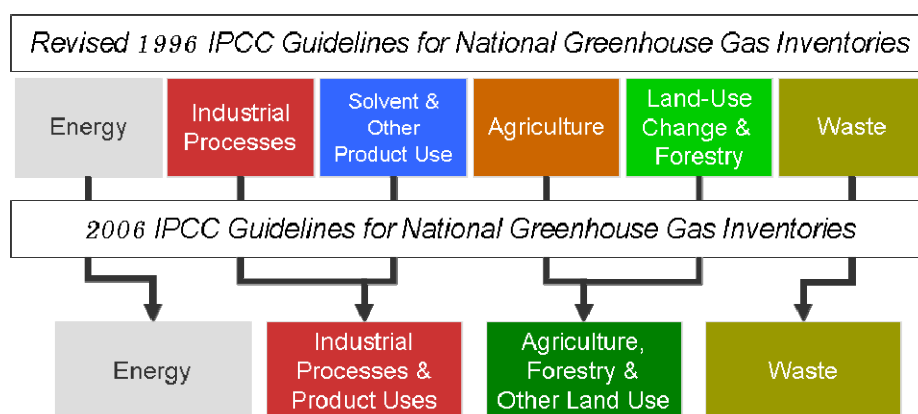 Revised 1996 IPCC Guidelines for National Greenhouse Gas Inventories
Energy
Industrial
Processes
Solvent &
Other
Product Use
Agriculture
Land-Use
Change &
Forestry
Waste
2006 IPCC Guidelines for National Greenhouse Gas Inventories
Energy
Industrial
Processes &
Product Uses
Agriculture,
Forestry &
Other Land Use
Waste